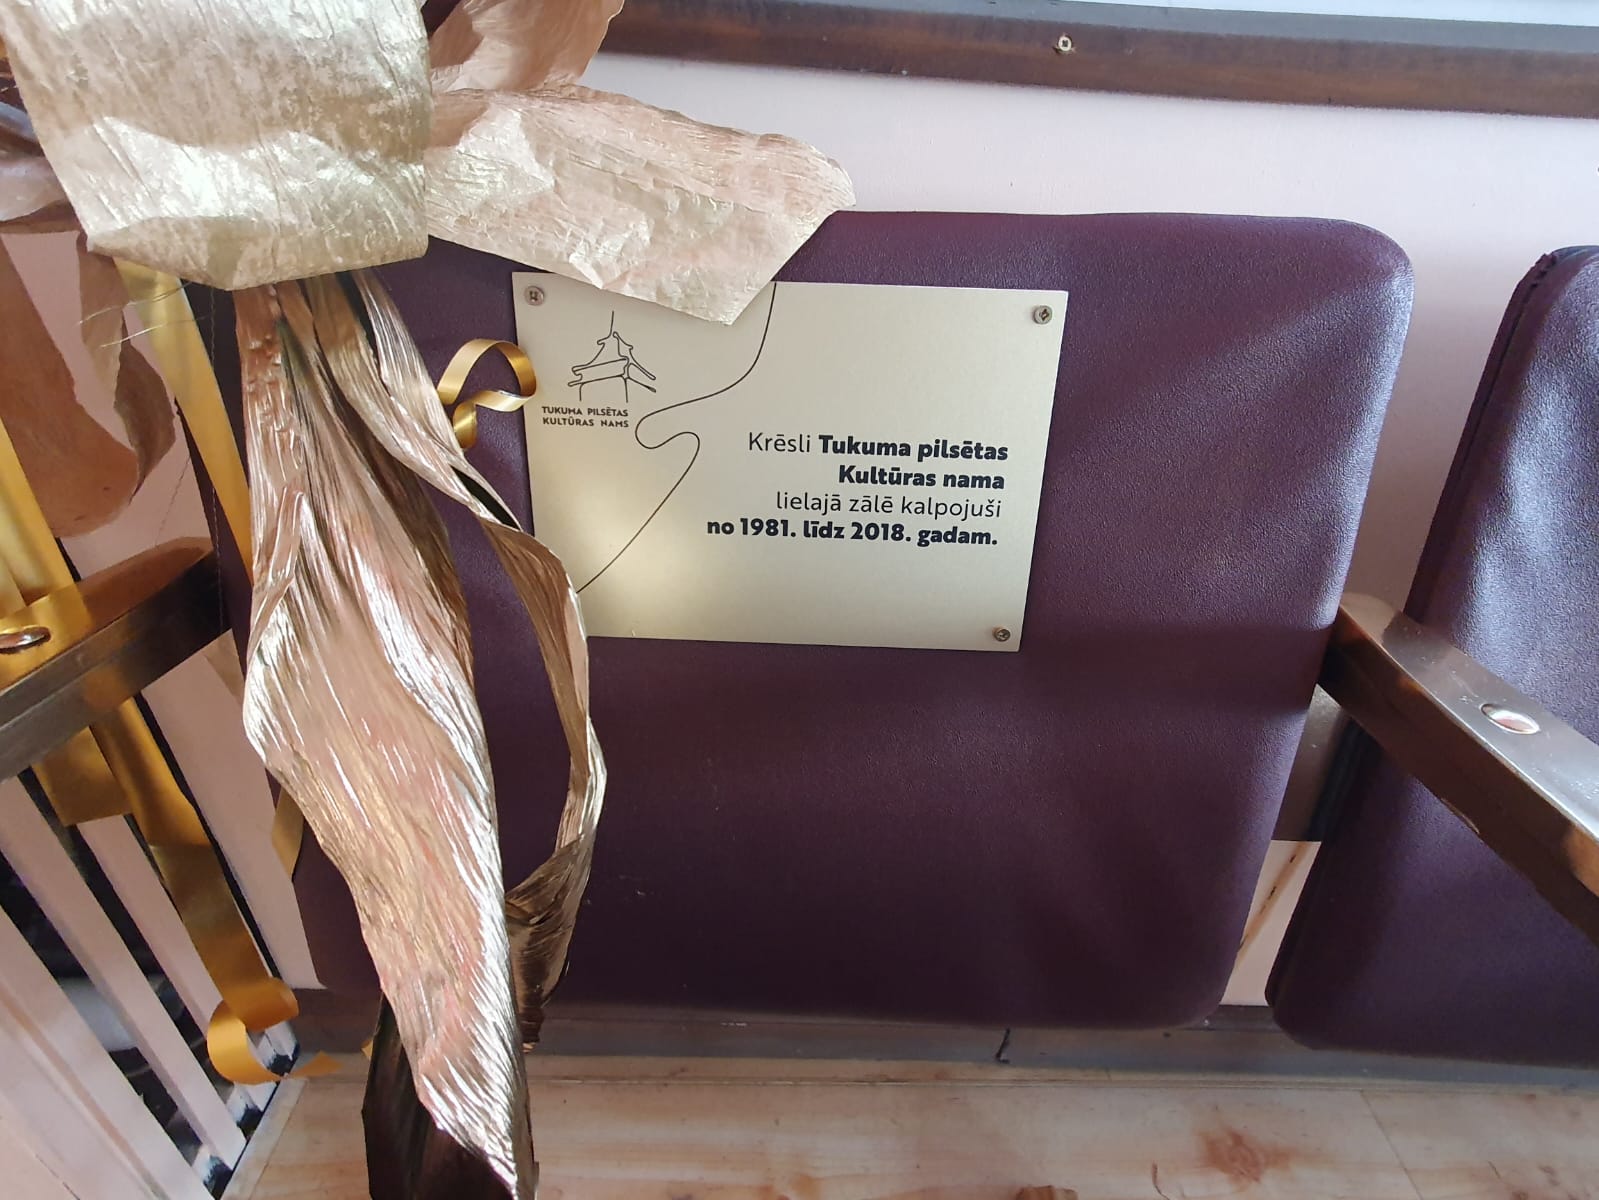 TUKUMA PILSĒTAS
KULTŪRAS NAMS
Krēsli Tukuma pilsētas
Kultūras nama
lielajā zālē kalpojuši
no 1981. līdz 2018. gadam.